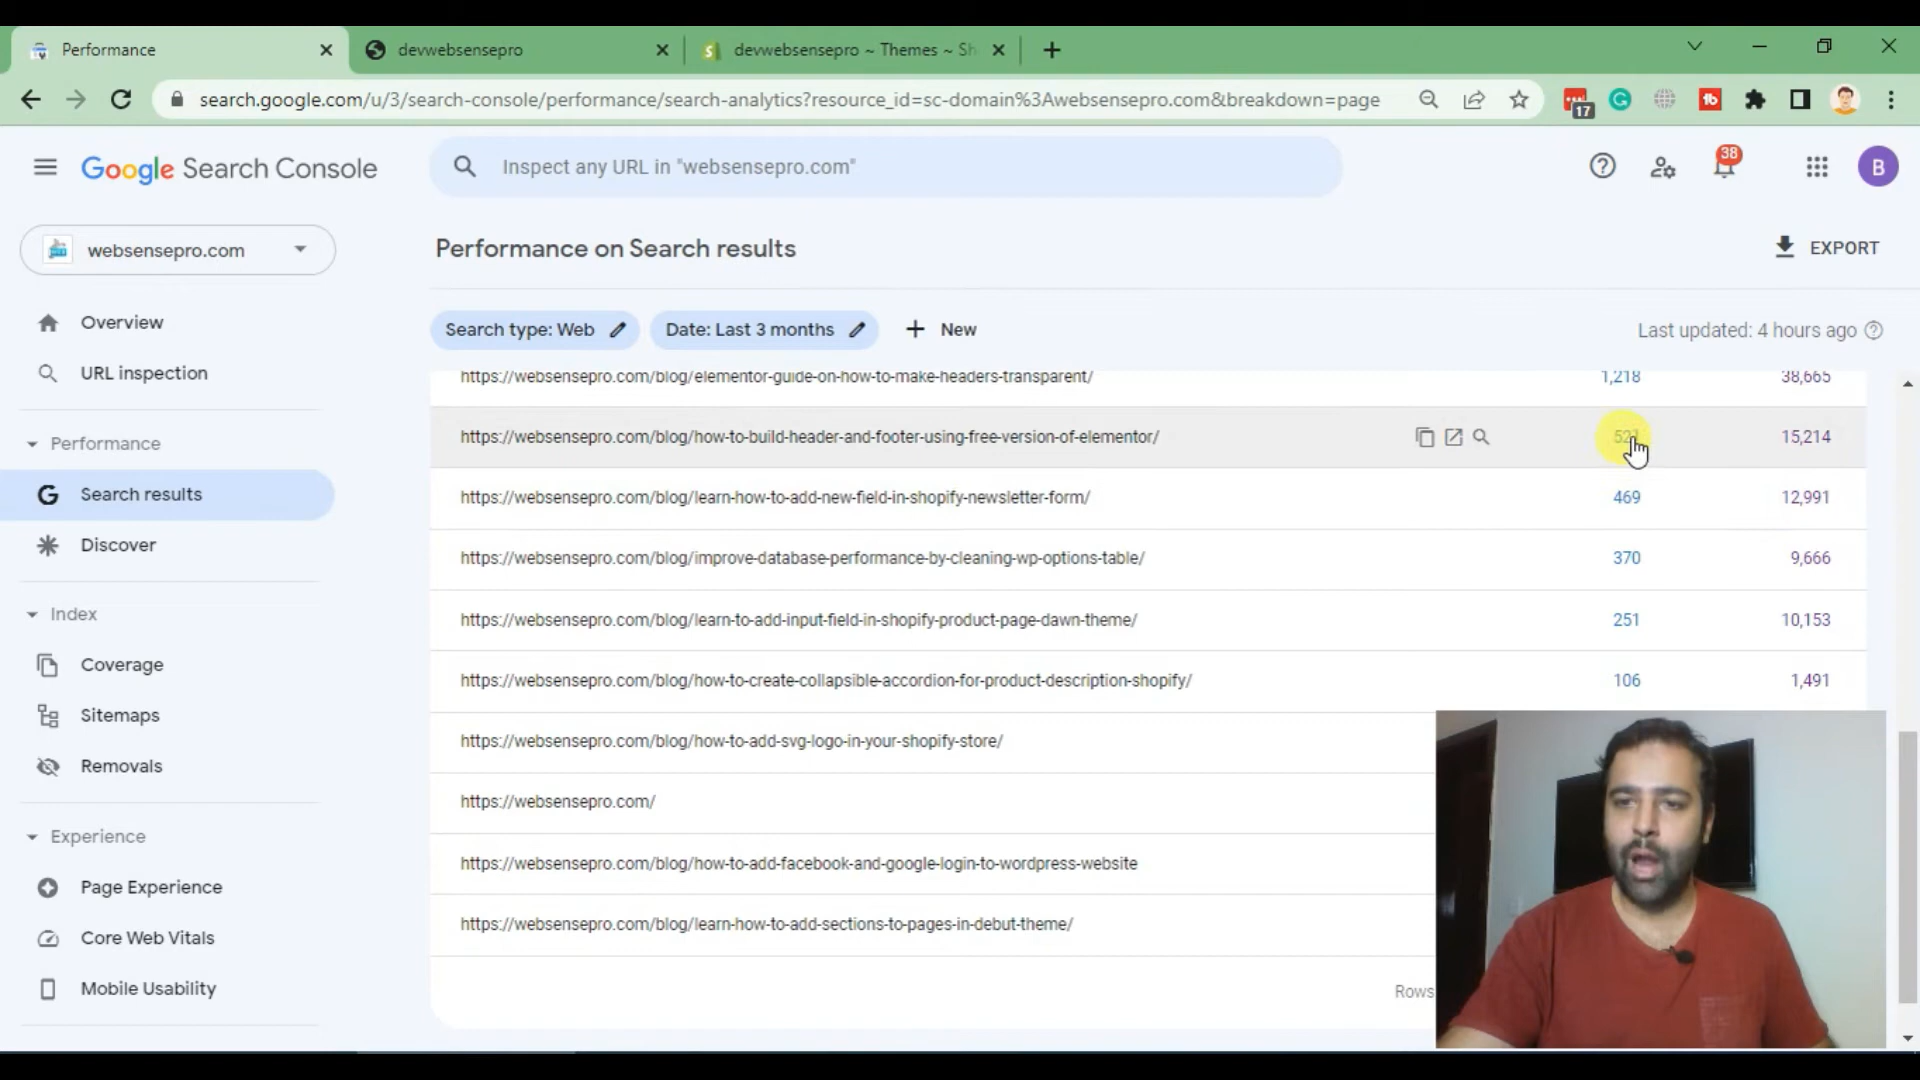 Performance
devwebsensepro
devwebsensepro ~ Themes ~ Sh
search.google.com/u/3/search-console/performance/search-analytics?resource_id=sc-domain%3Awebsensepro.com&breakdown=page
17
Google Search Console
Inspect any URL in "websensepro.com"
38
B
websensepro.com
Performance on Search results
EXPORT
Search type: Web
Date: Last 3 months
New
Last updated: 4 hours ago
Overview
URL inspection
Performance
Search results
Discover
Index
Coverage
Sitemaps
Removals
Experience
Page Experience
Core Web Vitals
Mobile Usability
https://websensepro.com/blog/elementor-guide-on-how-to-make-headers-transparent/ 1,218 38,665
https://websensepro.com/blog/how-to-build-header-and-footer-using-free-version-of-elementor/ 15,214
https://websensepro.com/blog/learn-how-to-add-new-field-in-shopify-newsletter-form/ 469 12,991
https://websensepro.com/blog/improve-database-performance-by-cleaning-wp-options-table/ 370 9,666
https://websensepro.com/blog/learn-to-add-input-field-in-shopify-product-page-dawn-theme/ 251 10,153
https://websensepro.com/blog/how-to-create-collapsible-accordion-for-product-description-shopify/ 106 1,491
https://websensepro.com/blog/how-to-add-svg-logo-in-your-shopify-store/
https://websensepro.com/
https://websensepro.com/blog/how-to-add-facebook-and-google-login-to-wordpress-website
https://websensepro.com/blog/learn-how-to-add-sections-to-pages-in-debut-theme/
Rows